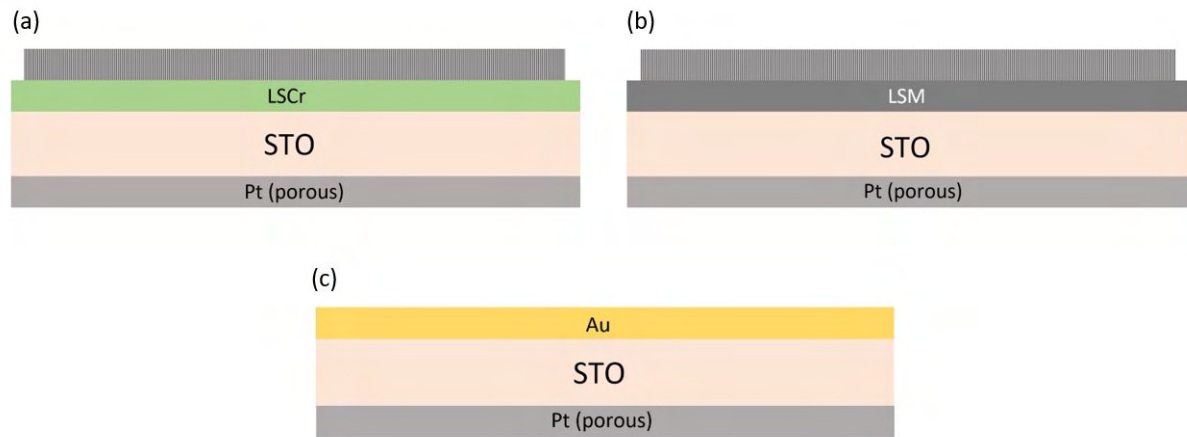 (a)
LSCr
STO
Pt (porous)
(b)
LSM
STO
Pt (porous)
(c)
Au
STO
Pt (porous)